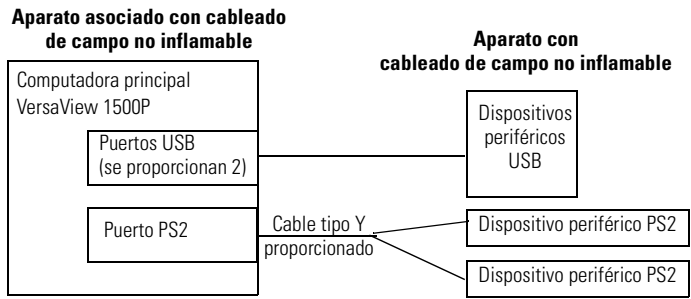 Aparato asociado con cableado
de campo no inflamable
Aparato con
cableado de campo no inflamable
Computadora principal
VersaView 1500P
Puertos USB
(se proporcionan 2)
Dispositivos
periféricos
USB
Puerto PS2
Cable tipo Y
proporcionado
Dispositivo periférico PS2
Dispositivo periférico PS2